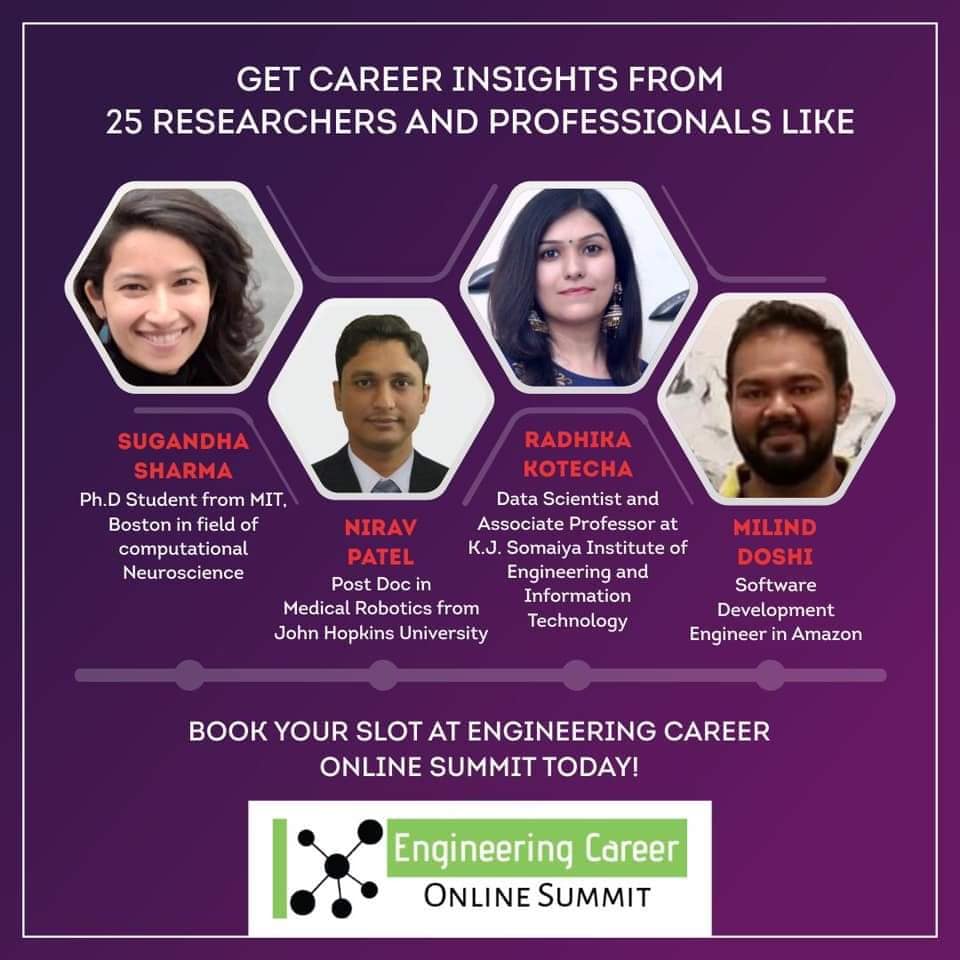 GET CAREER INSIGHTS FROM
25 RESEARCHERS AND PROFESSIONALS LIKE
SUGANDHA
SHARMA
Ph.D Student from MIT,
Boston in field of
computational
Neuroscience
NIRAV
PATEL
Post Doc in
Medical Robotics from
John Hopkins University
RADHIKA
KOTECHA
Data Scientist and
Associate Professor at
K.J. Somaiya Institute of
Engineering and
Information
Technology
MILIND
DOSHI
Software
Development
Engineer in Amazon
BOOK YOUR SLOT AT ENGINEERING CAREER
ONLINE SUMMIT TODAY!
Engineering Career
ONLINE SUMMIT